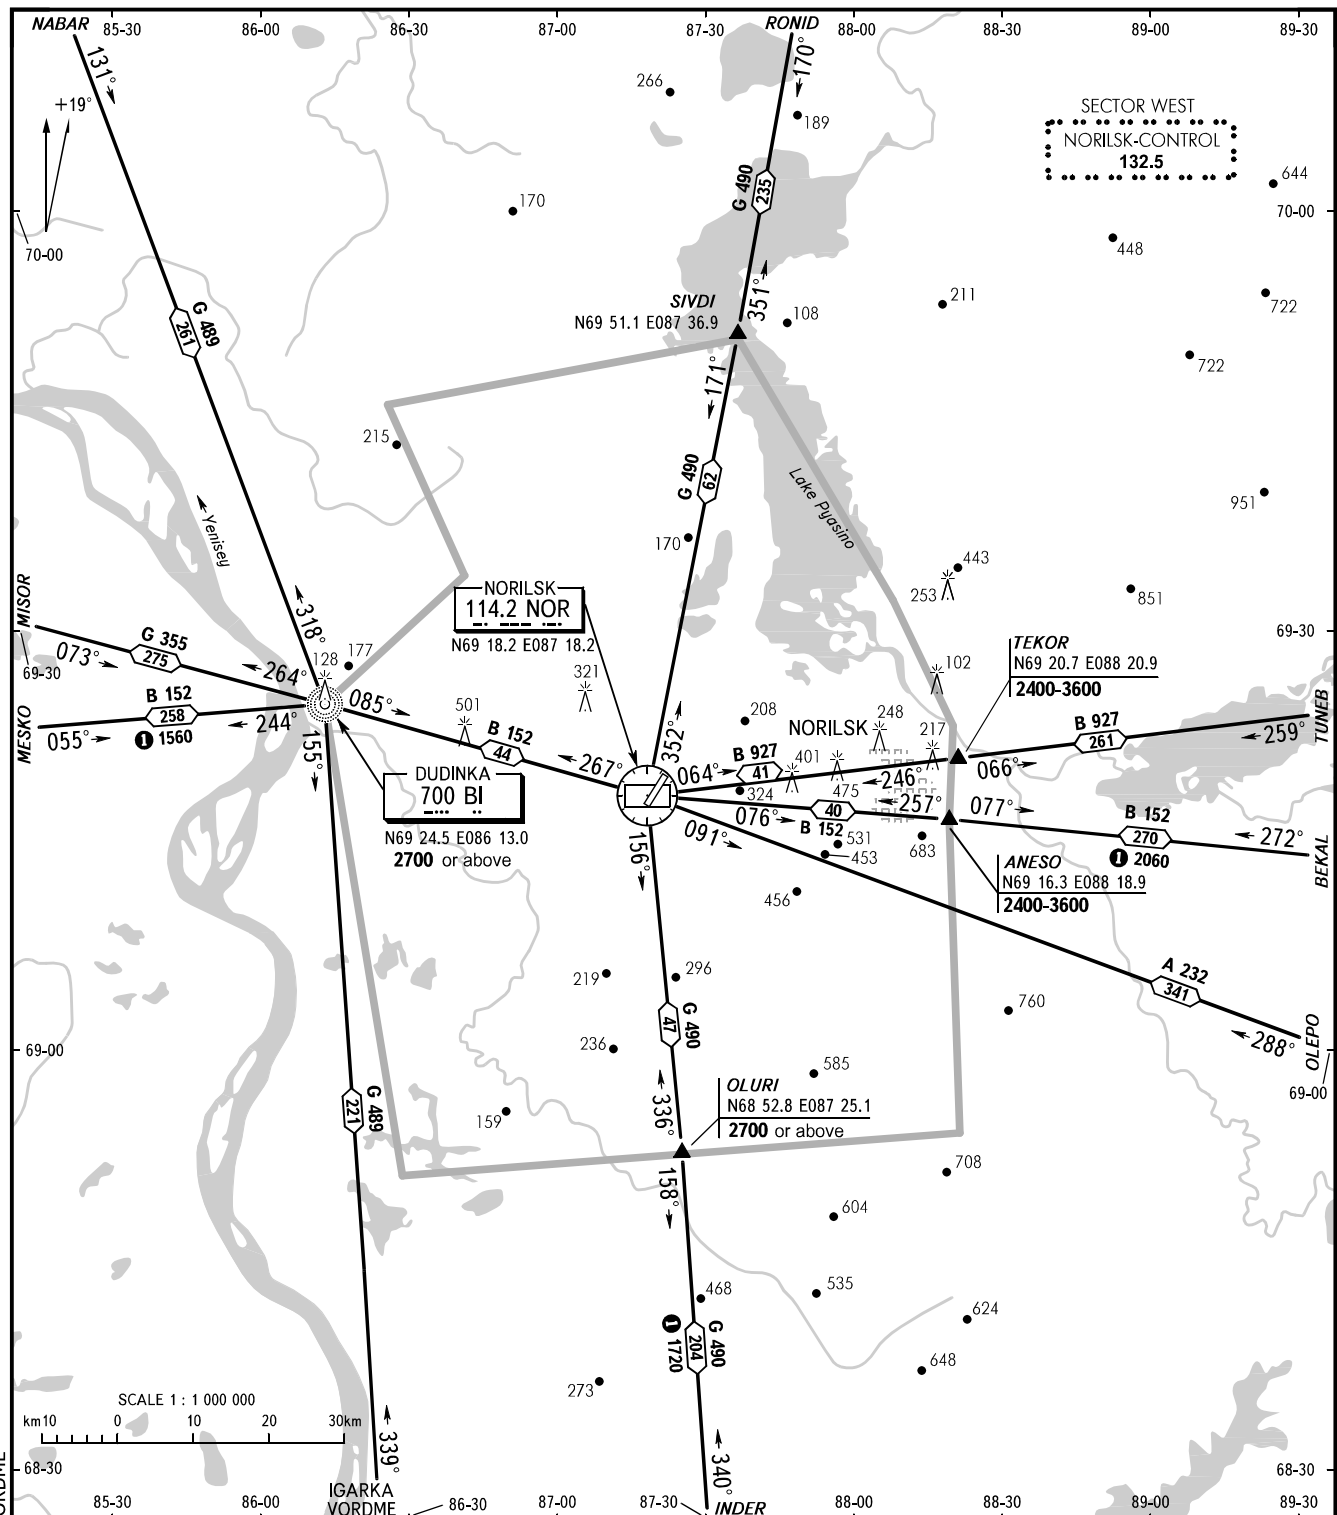 NABAR
85-30
86-00
86-30
87-00
87-30
RONID
88-00
88-30
89-00
89-30
131°
170°
+19°
266
189
SECTOR WEST
NORILSK-CONTROL
132.5
644
170
G 490
235
70-00
70-00
448
351°
211
722
SIVDI
N69 51.1 E087 36.9
108
G 489
261
722
171°
215
G 490
62
Lake Pyasino
951
Yenisey
170
443
253
851
MISOR
NORILSK
114.2 NOR
N69 18.2 E087 18.2
69-30
69-30
318°
G 355
275
073°
264°
128
177
TEKOR
N69 20.7 E088 20.9
2400-3600
102
321
085°
B 152
258
244°
1 1560
055°
MESKO
501
B 152
44
267°
352°
208
NORILSK
248
217
401
B 927
41
064°
475
246°
B 927
261
066°
259°
TUNEB
155°
DUDINKA
700 BI
N69 24.5 E086 13.0
2700 or above
324
076°
40
B 152
257°
077°
B 152
270
1 2060
272°
BEKAL
156°
091°
531
453
683
ANESO
N69 16.3 E088 18.9
2400-3600
456
219
296
A 232
341
288°
OLEPO
G 490
47
760
69-00
69-00
236
585
336°
OLURI
N68 52.8 E087 25.1
2700 or above
G 489
221
159
158°
708
604
535
468
624
1 1720
G 490
204
648
273
SCALE 1 : 1 000 000
km10
0
10
20
30km
339°
340°
68-30
68-30
IGARKA
VORDME
INDER
85-30
86-00
86-30
87-00
87-30
88-00
88-30
89-00
89-30